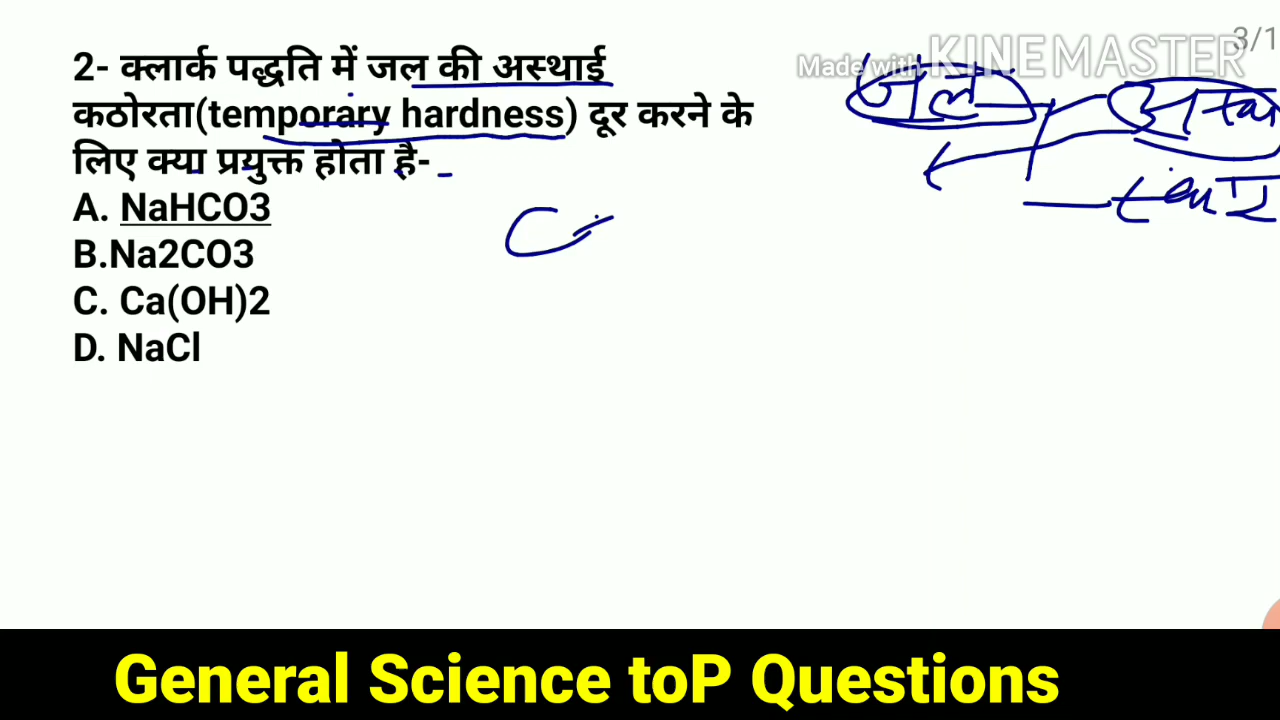 3/1
Made with KINEMASTER
2- क्लार्क पद्धति में जल की अस्थाई
कठोरता(temporary hardness) दूर करने के
लिए क्या प्रयुक्त होता है-
A. NaHCO3
B.Na2CO3
C. Ca(OH)2
D. NaCl
जल
General Science toP Questions